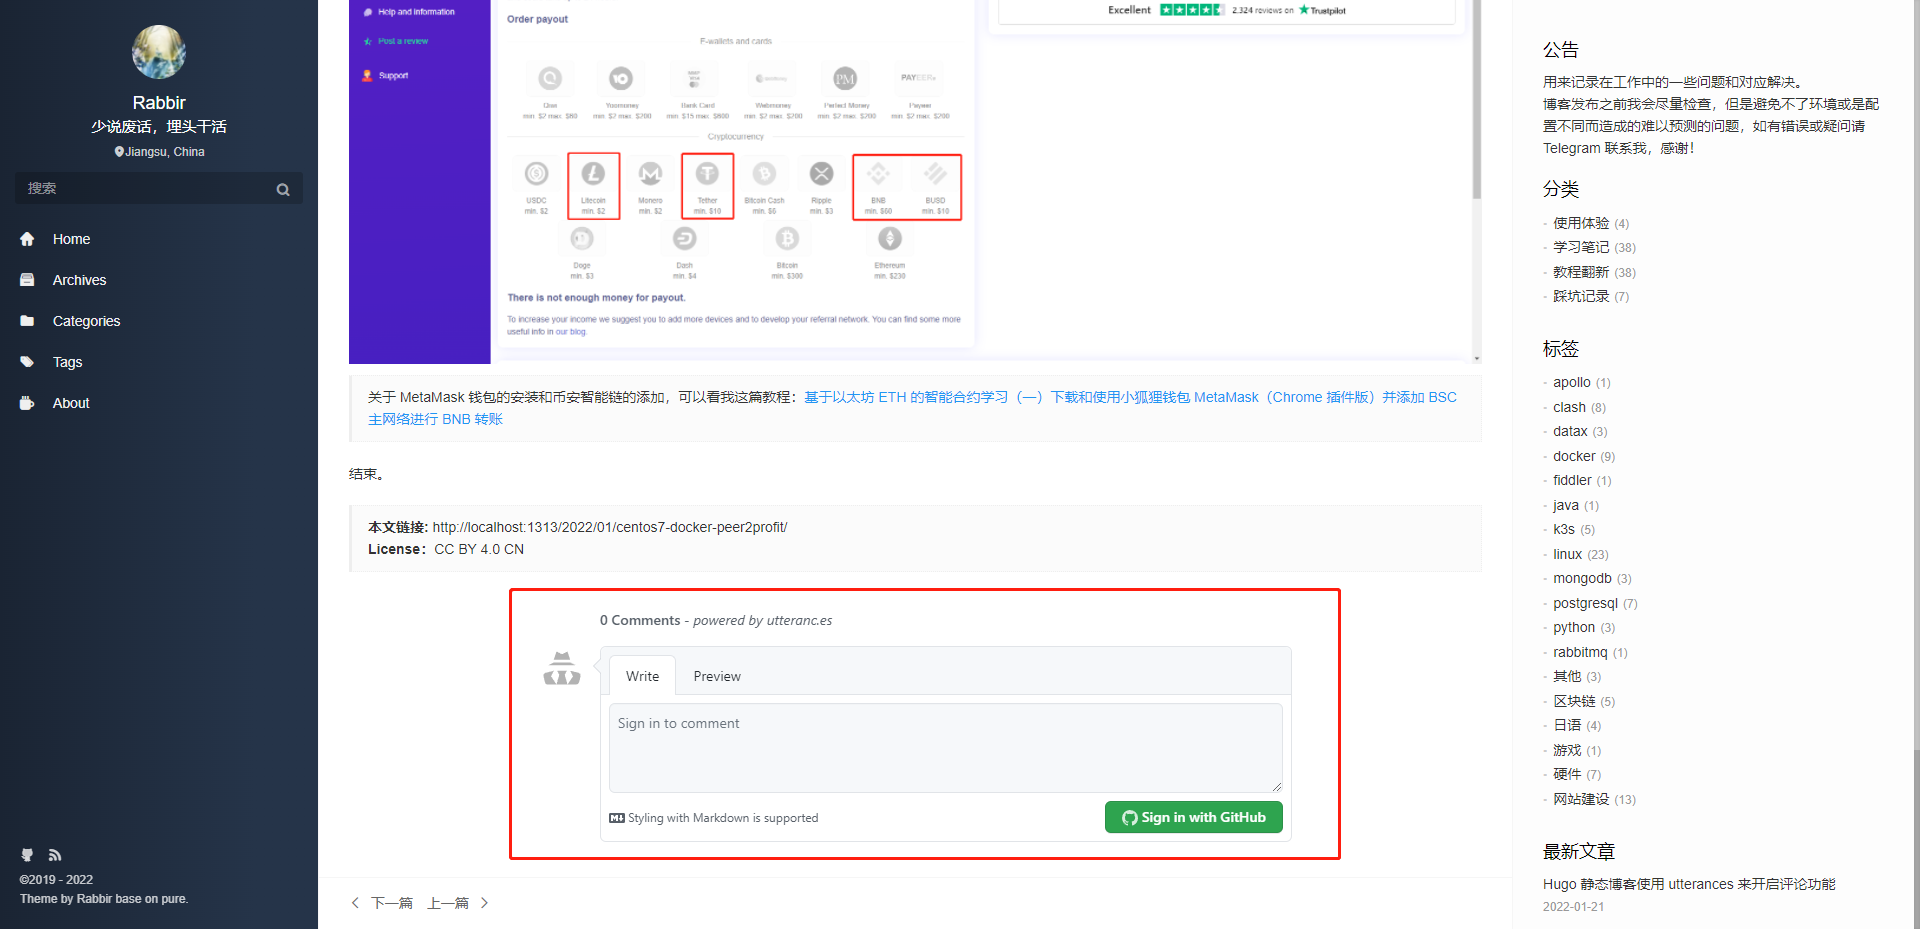 Rabbir
少说废话，埋头干活
Jiangsu, China
搜索
Home
Archives
Categories
Tags
About
©2019 - 2022
Theme by Rabbir base on pure.
Help and information
Post a review
Support
Order payout
E-wallets and cards
Qiwi
min. $2 max. $80
Yoomoney
min. $2 max. $200
Bank Card
min. $15 max. $600
Webmoney
min. $2 max. $200
PM
Perfect Money
min. $2 max. $200
PAYEER
Payeer
min. $2 max. $200
Cryptocurrency
USDC
min. $2
Litecoin
min. $2
Monero
min. $2
Tether
min. $10
Bitcoin Cash
min. $5
Ripple
min. $3
BNB
min. $60
BUSD
min. $10
Doge
min. $3
Dash
min. $4
Bitcoin
min. $300
Ethereum
min. $230
There is not enough money for payout.
To increase your income we suggest you to add more devices and to develop your referral network. You can find some more
useful info in our blog.
Excellent 2,324 reviews on Trustpilot
关于 MetaMask 钱包的安装和币安智能链的添加，可以看我这篇教程：基于以太坊 ETH 的智能合约学习（一）下载和使用小狐狸钱包 MetaMask（Chrome 插件版）并添加 BSC
主网络进行 BNB 转账
结束。
本文链接: http://localhost:1313/2022/01/centos7-docker-peer2profit/
License：CC BY 4.0 CN
0 Comments - powered by utteranc.es
Write Preview
Sign in to comment
Styling with Markdown is supported
Sign in with GitHub
下一篇 上一篇
公告
用来记录在工作中的一些问题和对应解决。
博客发布之前我会尽量检查，但是避免不了环境或是配
置不同而造成的难以预测的问题，如有错误或疑问请
Telegram 联系我，感谢！
分类
- 使用体验 (4)
- 学习笔记 (38)
- 教程翻新 (38)
- 踩坑记录 (7)
标签
- apollo (1)
- clash (8)
- datax (3)
- docker (9)
- fiddler (1)
- java (1)
- k3s (5)
- linux (23)
- mongodb (3)
- postgresql (7)
- python (3)
- rabbitmq (1)
- 其他 (3)
- 区块链 (5)
- 日语 (4)
- 游戏 (1)
- 硬件 (7)
- 网站建设 (13)
最新文章
Hugo 静态博客使用 utterances 来开启评论功能
2022-01-21